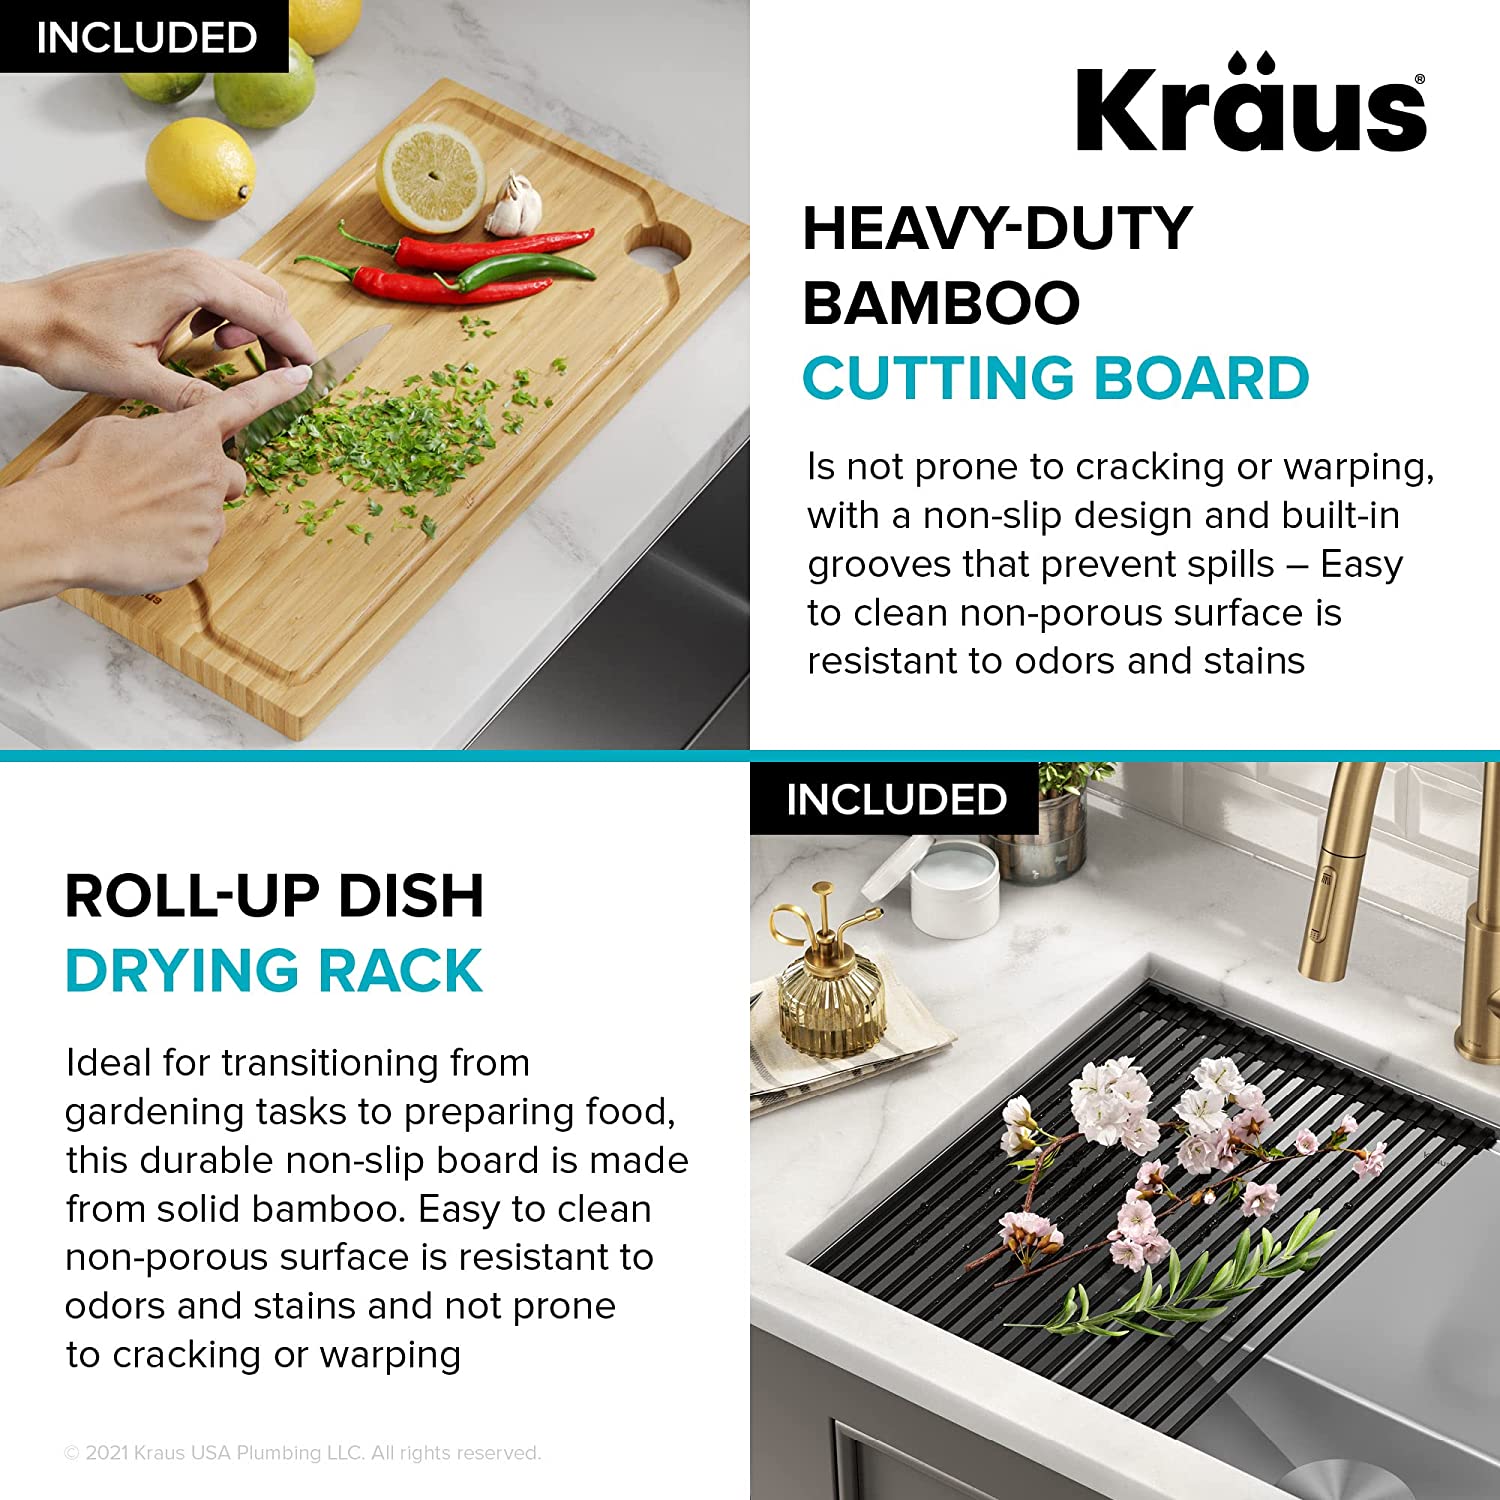 INCLUDED
Kräus®
HEAVY-DUTY
BAMBOO
CUTTING BOARD
Is not prone to cracking or warping,
with a non-slip design and built-in
grooves that prevent spills – Easy
to clean non-porous surface is
resistant to odors and stains
ROLL-UP DISH
DRYING RACK
Ideal for transitioning from
gardening tasks to preparing food,
this durable non-slip board is made
from solid bamboo. Easy to clean
non-porous surface is resistant to
odors and stains and not prone
to cracking or warping
© 2021 Kraus USA Plumbing LLC. All rights reserved.
INCLUDED